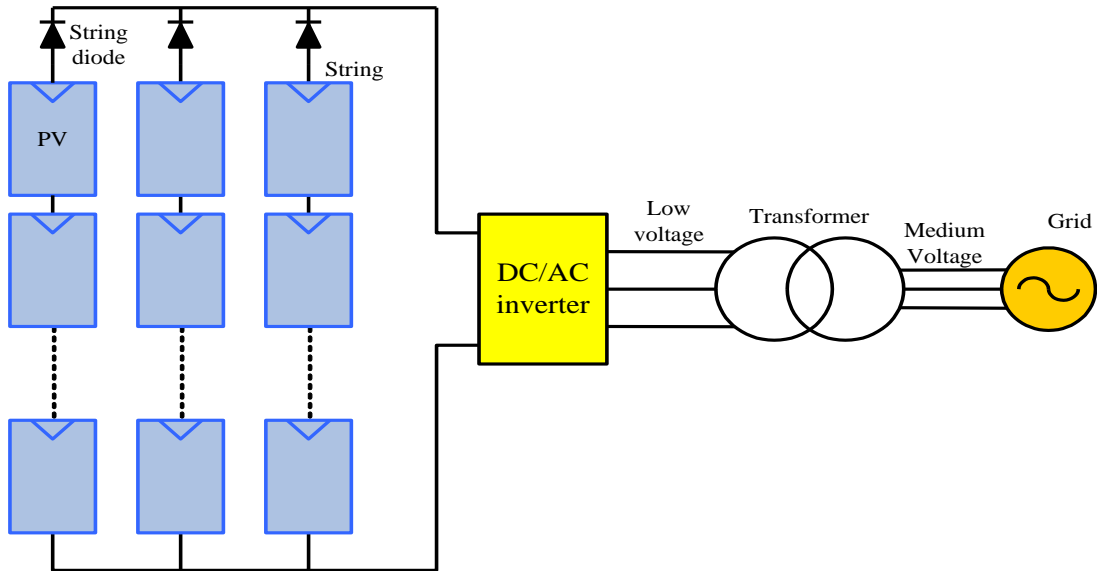 String
diode
String
PV
Low
voltage
Transformer
Medium
Voltage
Grid
DC/AC
inverter